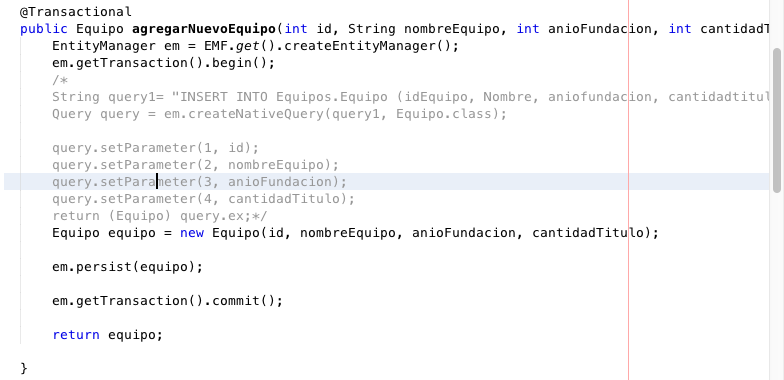 @Transactional
public Equipo agregarNuevoEquipo(int id, String nombreEquipo, int anioFundacion, int cantidadT
EntityManager em = EMF.get().createEntityManager();
em.getTransaction().begin();
/*
String query1= "INSERT INTO Equipos.Equipo (idEquipo, Nombre, aniofundacion, cantidadtitul
Query query = em.createNativeQuery(query1, Equipo.class);
query.setParameter(1, id);
query.setParameter(2, nombreEquipo);
query.setParameter(3, anioFundacion);
query.setParameter(4, cantidadTitulo);
return (Equipo) query.ex;*/
Equipo equipo = new Equipo(id, nombreEquipo, anioFundacion, cantidadTitulo);
em.persist(equipo);
em.getTransaction().commit();
return equipo;
}